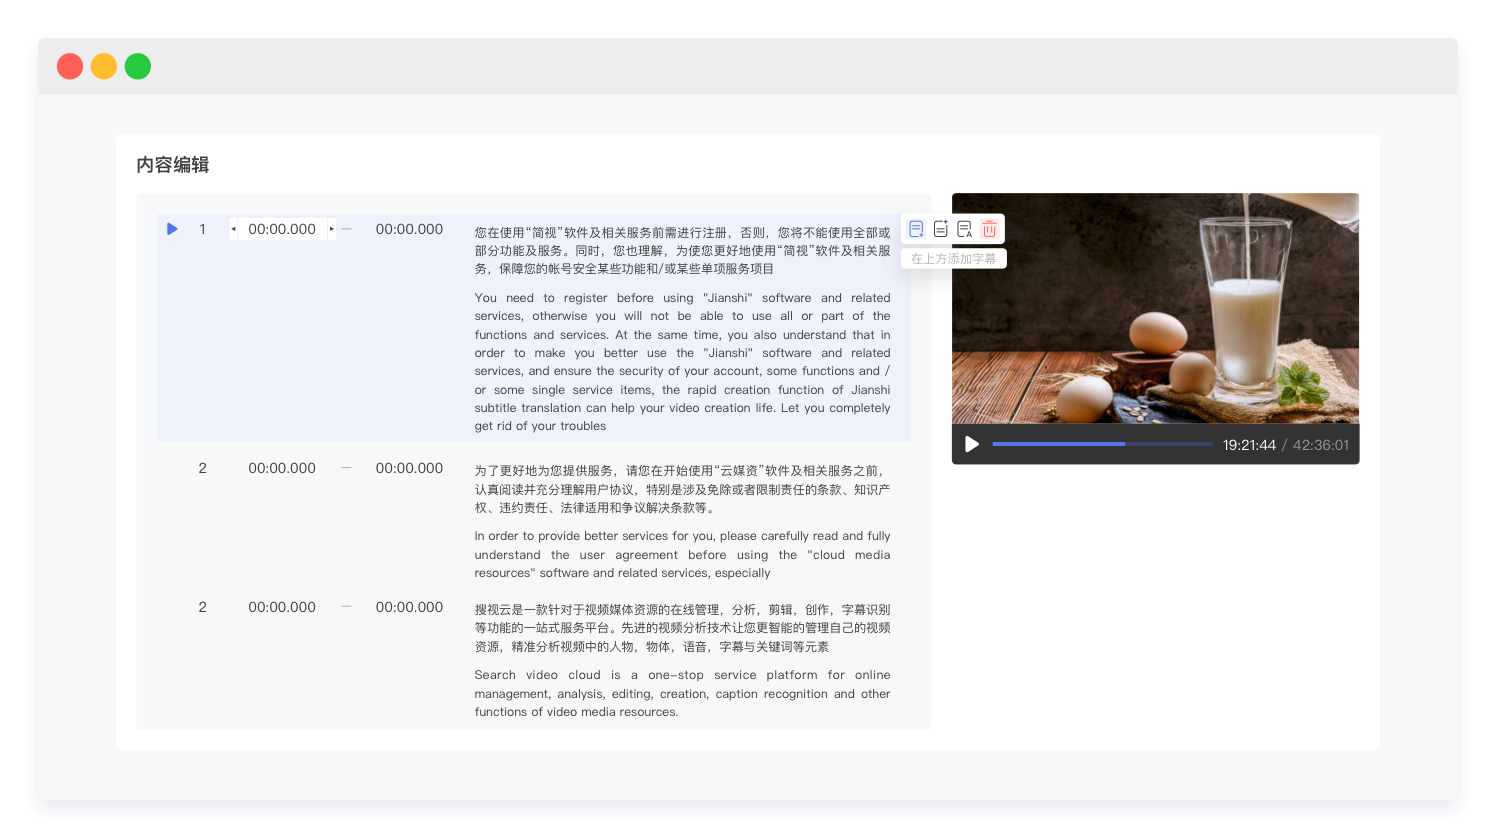 内容编辑
1 00:00.000 — 00:00.000
您在使用“简视”软件及相关服务前需进行注册，否则，您将不能使用全部或
部分功能及服务。同时，您也理解，为使您更好地使用“简视”软件及相关服
务，保障您的帐号安全某些功能和/或某些单项服务项目
You need to register before using "Jianshi" software and related
services, otherwise you will not be able to use all or part of the
functions and services. At the same time, you also understand that in
order to make you better use the "Jianshi" software and related
services, and ensure the security of your account, some functions and /
or some single service items, the rapid creation function of Jianshi
subtitle translation can help your video creation life. Let you completely
get rid of your troubles
2 00:00.000 — 00:00.000
为了更好地为您提供服务，请您在开始使用“云媒资”软件及相关服务之前，
认真阅读并充分理解用户协议，特别是涉及免除或者限制责任的条款、知识产
权、违约责任、法律适用和争议解决条款等。
In order to provide better services for you, please carefully read and fully
understand the user agreement before using the "cloud media
resources" software and related services, especially
2 00:00.000 — 00:00.000
搜视云是一款针对于视频媒体资源的在线管理，分析，剪辑，创作，字幕识别
等功能的一站式服务平台。先进的视频分析技术让您更智能的管理自己的视频
资源，精准分析视频中的人物，物体，语音，字幕与关键词等元素
Search video cloud is a one-stop service platform for online
management, analysis, editing, creation, caption recognition and other
functions of video media resources.
在上方添加字幕
19:21:44 / 42:36:01